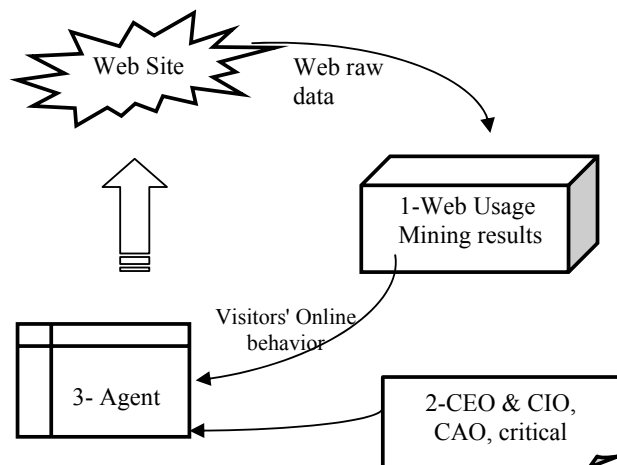 Web Site
Web raw
data
1-Web Usage
Mining results
Visitors' Online
behavior
3- Agent
2-CEO & CIO,
CAO, critical